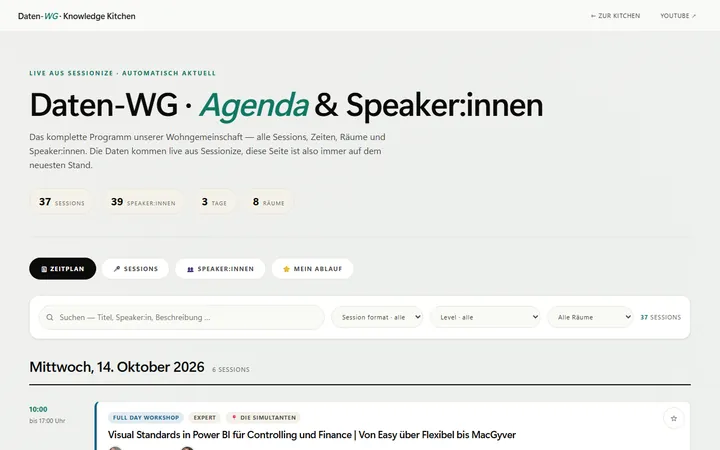 Daten-WG · Knowledge Kitchen
← ZUR KITCHEN
YOUTUBE ↗
LIVE AUS SESSIONIZE · AUTOMATISCH AKTUELL
Daten-WG · Agenda & Speaker:innen
Das komplette Programm unserer Wohngemeinschaft — alle Sessions, Zeiten, Räume und
Speaker:innen. Die Daten kommen live aus Sessionize, diese Seite ist also immer auf dem
neuesten Stand.
37 SESSIONS
39 SPEAKER:INNEN
3 TAGE
8 RÄUME
ZEITPLAN
SESSIONS
SPEAKER:INNEN
MEIN ABLAUF
Suchen — Titel, Speaker:in, Beschreibung ...
Session format · alle
Level · alle
Alle Räume
37 SESSIONS
Mittwoch, 14. Oktober 2026 6 SESSIONS
10:00
bis 17:00 Uhr
FULL DAY WORKSHOP
EXPERT
DIE SIMULTANTEN
Visual Standards in Power BI für Controlling und Finance | Von Easy über Flexibel bis MacGyver